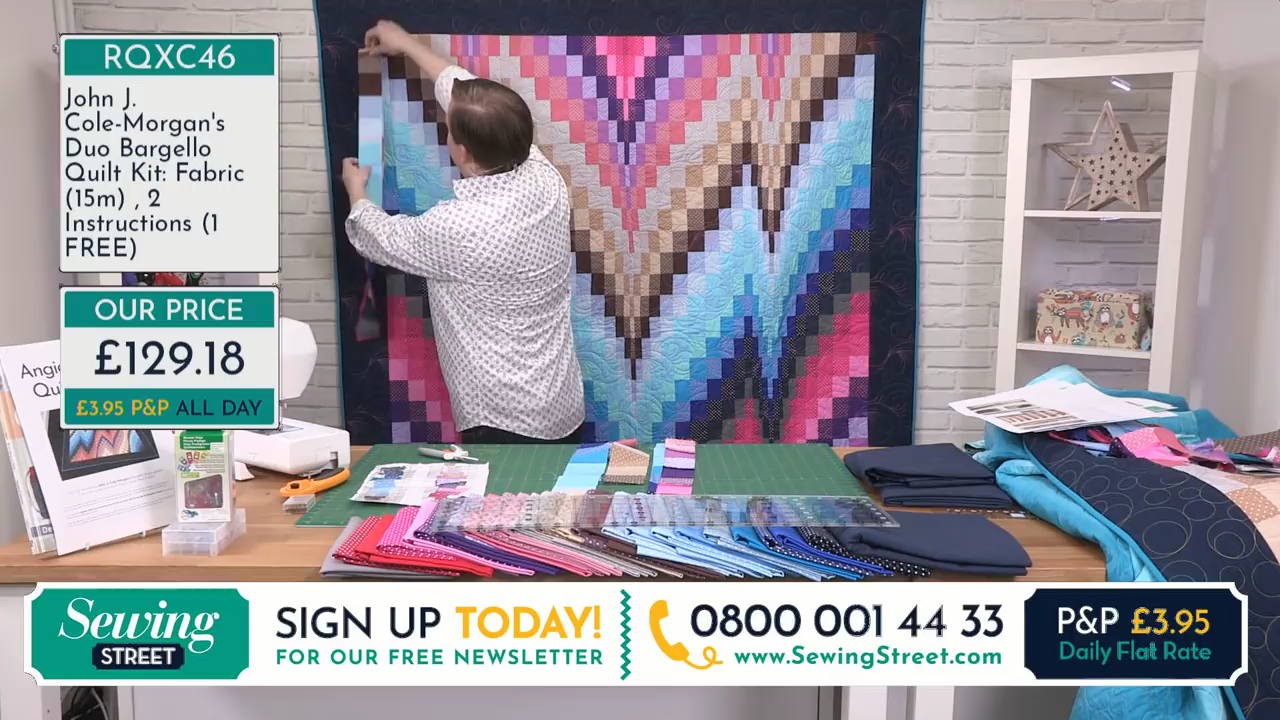 RQXC46
John J.
Cole-Morgan's
Duo Bargello
Quilt Kit: Fabric
(15m) , 2
Instructions (1
FREE)
OUR PRICE
£129.18
£3.95 P&P ALL DAY
Angie
Qu
Sewing
STREET
SIGN UP TODAY!
FOR OUR FREE NEWSLETTER
0800 001 44 33
www.SewingStreet.com
P&P £3.95
Daily Flat Rate